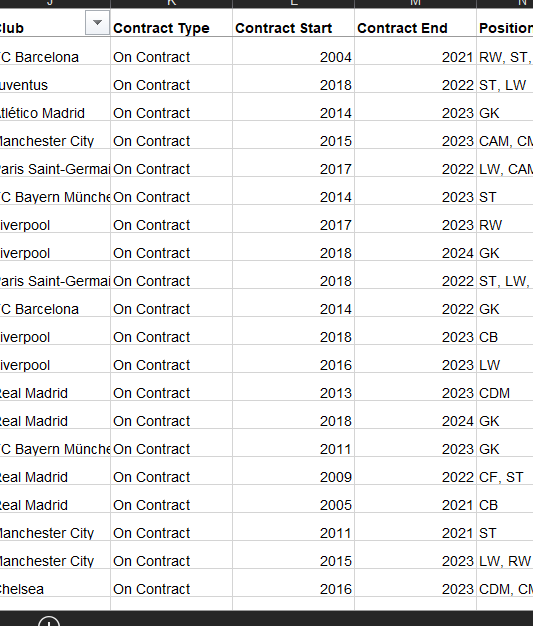 J K L M N
lub Contract Type Contract Start Contract End Position
C Barcelona On Contract 2004 2021 RW, ST,
uventus On Contract 2018 2022 ST, LW
tlético Madrid On Contract 2014 2023 GK
anchester City On Contract 2015 2023 CAM, CM
aris Saint-Germai On Contract 2017 2022 LW, CAM
C Bayern Münche On Contract 2014 2023 ST
iverpool On Contract 2017 2023 RW
iverpool On Contract 2018 2024 GK
aris Saint-Germai On Contract 2018 2022 ST, LW,
C Barcelona On Contract 2014 2022 GK
iverpool On Contract 2018 2023 CB
iverpool On Contract 2016 2023 LW
eal Madrid On Contract 2013 2023 CDM
eal Madrid On Contract 2018 2024 GK
C Bayern Münche On Contract 2011 2023 GK
eal Madrid On Contract 2009 2022 CF, ST
eal Madrid On Contract 2005 2021 CB
anchester City On Contract 2011 2021 ST
anchester City On Contract 2015 2023 LW, RW
helsea On Contract 2016 2023 CDM, CM